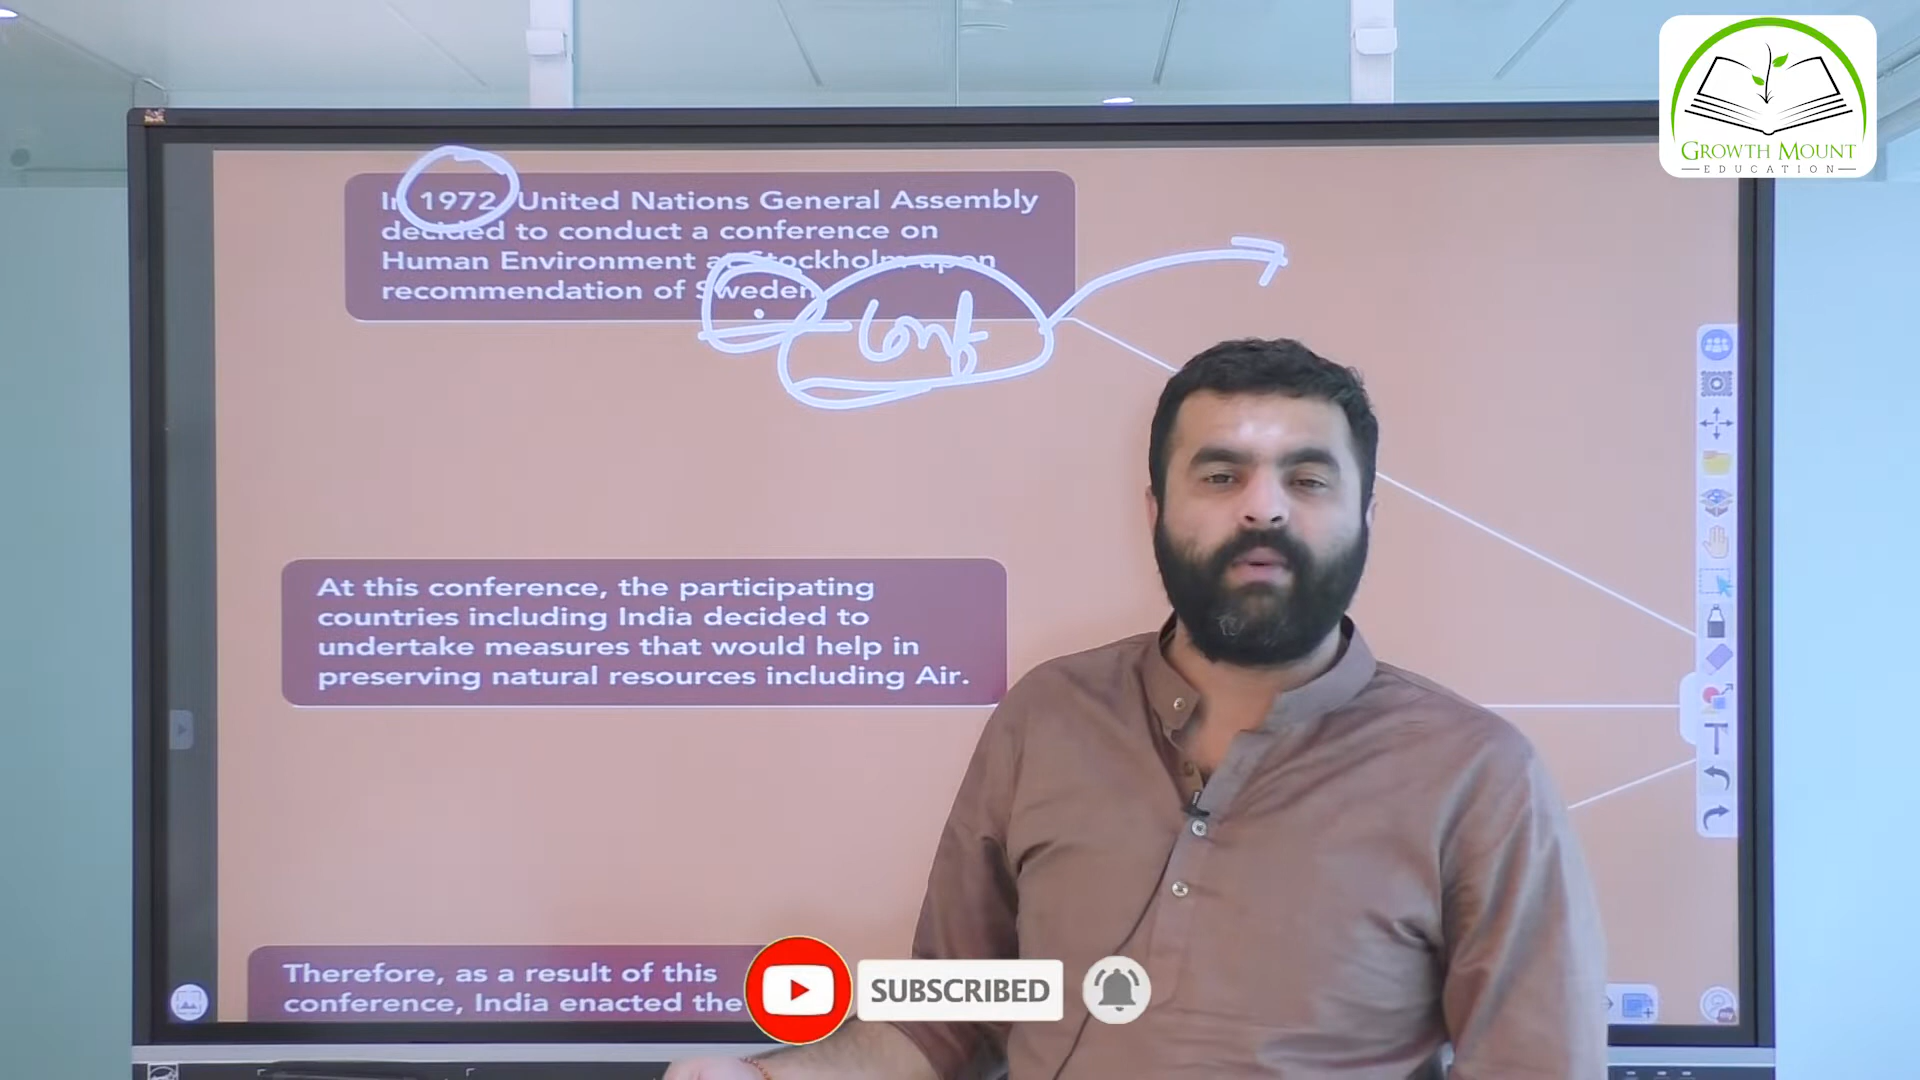 GROWTH MOUNT
EDUCATION
In 1972, United Nations General Assembly
decided to conduct a conference on
Human Environment at Stockholm upon
recommendation of Sweden
Conf
At this conference, the participating
countries including India decided to
undertake measures that would help in
preserving natural resources including Air.
Therefore, as a result of this
conference, India enacted the
SUBSCRIBED